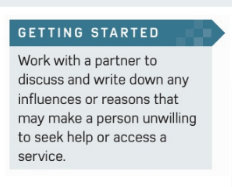 GETTING STARTED
Work with a partner to
discuss and write down any
influences or reasons that
may make a person unwilling
to seek help or access a
service.